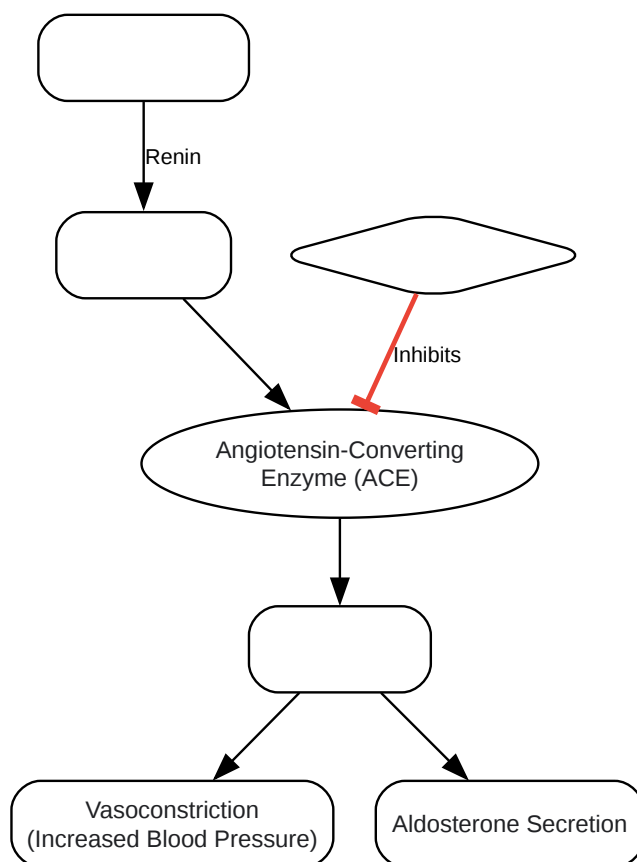 Renin
Inhibits
Angiotensin-Converting
Enzyme (ACE)
Vasoconstriction
(Increased Blood Pressure)
Aldosterone Secretion